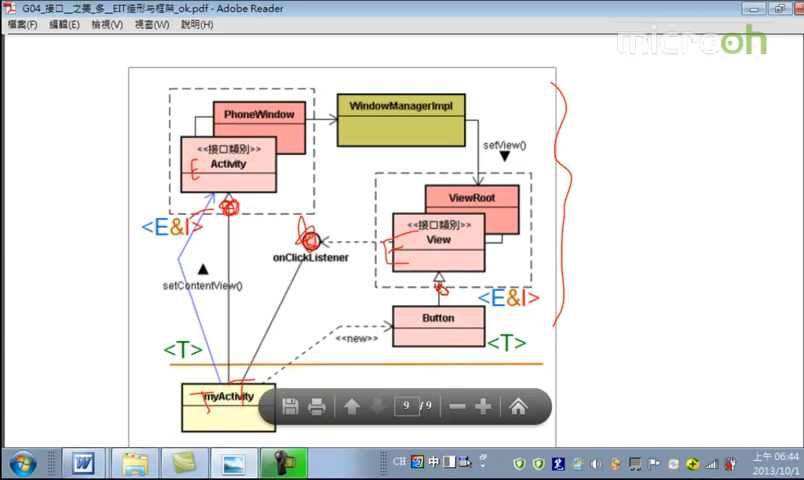 G04_接口__之美_多__EIT造形与框架_ok.pdf - Adobe Reader
檔案(F) 編輯(E) 檢視(V) 視窗(W) 說明(H)
microoh
PhoneWindow
WindowManagerImpl
<<接口類別>>
Activity
E
setView()
ViewRoot
<<接口類別>>
View
E
<E&I>
onClickListener
setContentView()
<E&I>
Button
<<new>>
<T>
<T>
myActivity
T T
9 / 9
CH 中
上午 06:44
2013/10/1